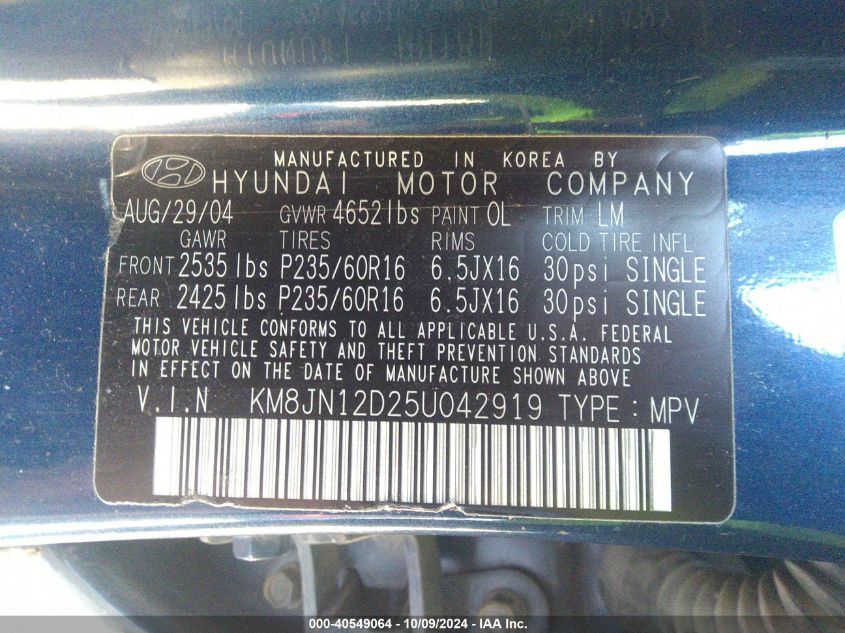 MANUFACTURED IN KOREA BY
HYUNDAI MOTOR COMPANY
AUG/29/04 GVWR 4652lbs PAINT OL TRIM LM
GAWR TIRES RIMS COLD TIRE INFL
FRONT 2535lbs P235/60R16 6.5JX16 30psi SINGLE
REAR 2425lbs P235/60R16 6.5JX16 30psi SINGLE
THIS VEHICLE CONFORMS TO ALL APPLICABLE U.S.A. FEDERAL
MOTOR VEHICLE SAFETY AND THEFT PREVENTION STANDARDS
IN EFFECT ON THE DATE OF MANUFACTURE SHOWN ABOVE
V.I.N KM8JN12D25U042919 TYPE : MPV
000-40549064 - 10/09/2024 - IAA Inc.